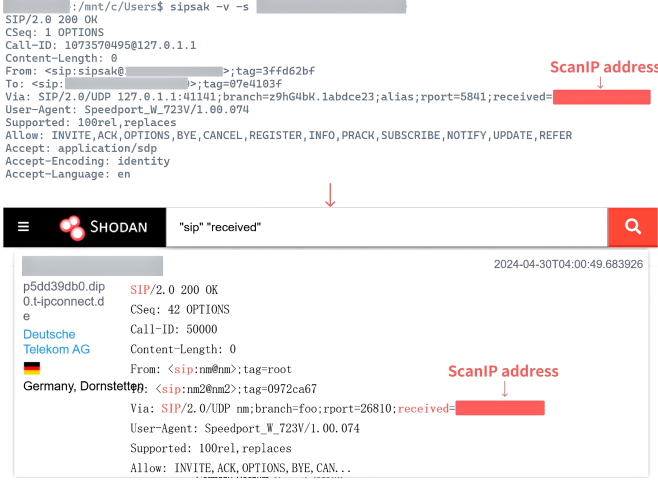 :/mnt/c/Users$ sipsak -v -s
SIP/2.0 200 OK
CSeq: 1 OPTIONS
Call-ID: 1073570495@127.0.1.1
Content-Length: 0
From: <sip:sipsak@1>;tag=3ffd62bf
To: <sip:>;tag=07e4103f
Via: SIP/2.0/UDP 127.0.1.1:41141;branch=z9hG4bK.1abdce23;alias;rport=5841;received=
User-Agent: Speedport_W_723V/1.00.074
Supported: 100rel,replaces
Allow: INVITE,ACK,OPTIONS,BYE,CANCEL,REGISTER,INFO,PRACK,SUBSCRIBE,NOTIFY,UPDATE,REFER
Accept: application/sdp
Accept-Encoding: identity
Accept-Language: en
ScanIP address
SHODAN
"sip" "received"
2024-04-30T04:00:49.683926
p5dd39db0.dip
0.t-ipconnect.d
e
Deutsche
Telekom AG
Germany, Dornstetten
SIP/2.0 200 OK
CSeq: 42 OPTIONS
Call-ID: 50000
Content-Length: 0
From: <sip:nm@nm>;tag=root
To: <sip:nm2@nm2>;tag=0972ca67
Via: SIP/2.0/UDP nm;branch=foo;rport=26810;received=
User-Agent: Speedport_W_723V/1.00.074
Supported: 100rel,replaces
Allow: INVITE,ACK,OPTIONS,BYE,CAN...
ScanIP address